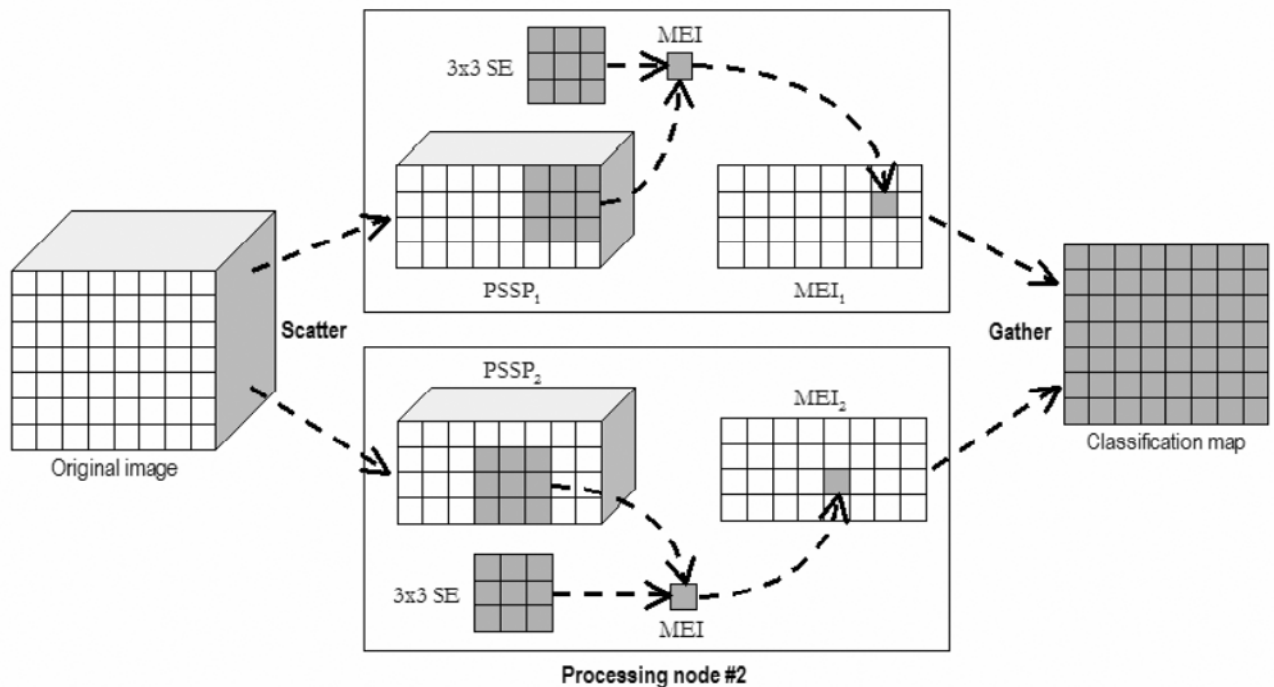 MEI
3x3 SE
PSSP₁
MEI₁
Scatter
Gather
Original image
PSSP₂
MEI₂
Classification map
3x3 SE
MEI
Processing node #2